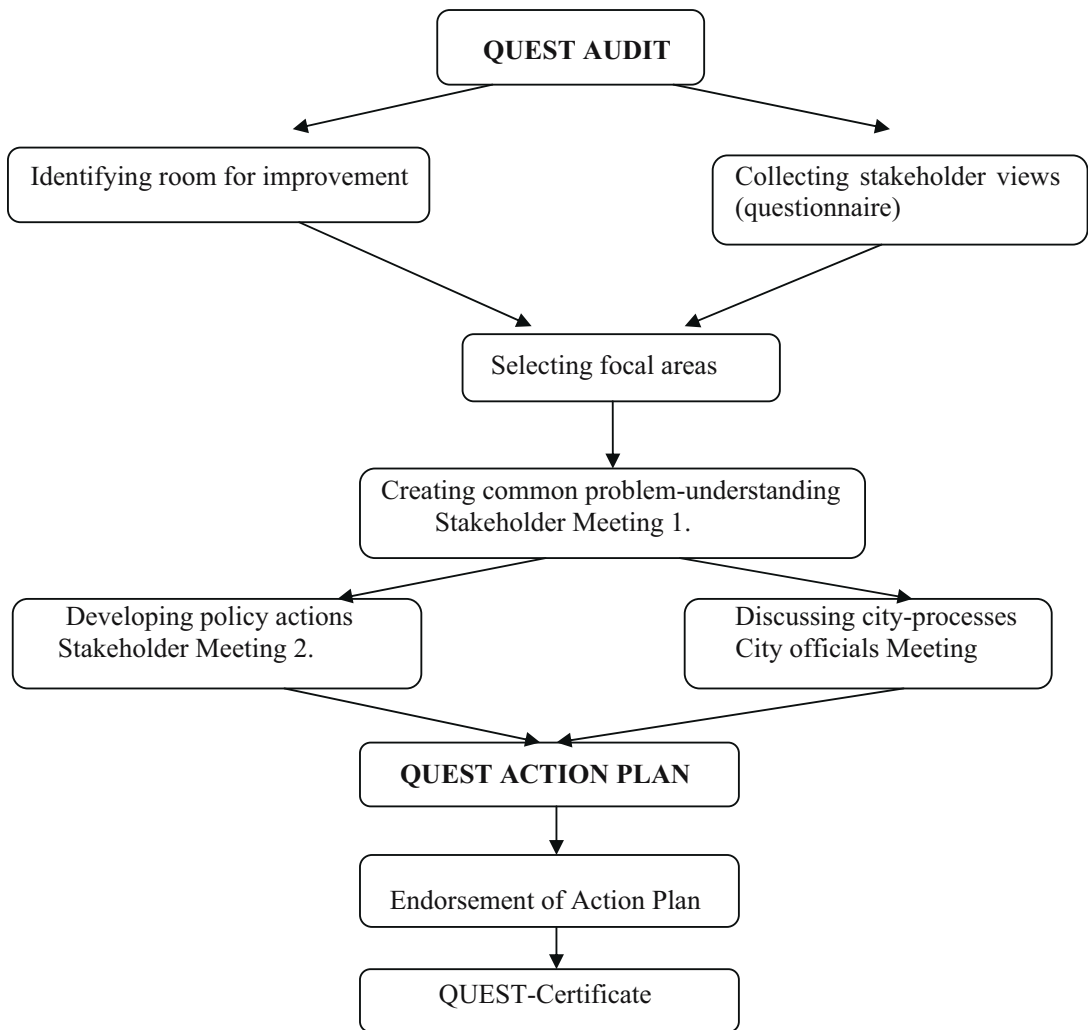 QUEST AUDIT
Identifying room for improvement
Collecting stakeholder views
(questionnaire)
Selecting focal areas
Creating common problem-understanding
Stakeholder Meeting 1.
Developing policy actions
Stakeholder Meeting 2.
Discussing city-processes
City officials Meeting
QUEST ACTION PLAN
Endorsement of Action Plan
QUEST-Certificate